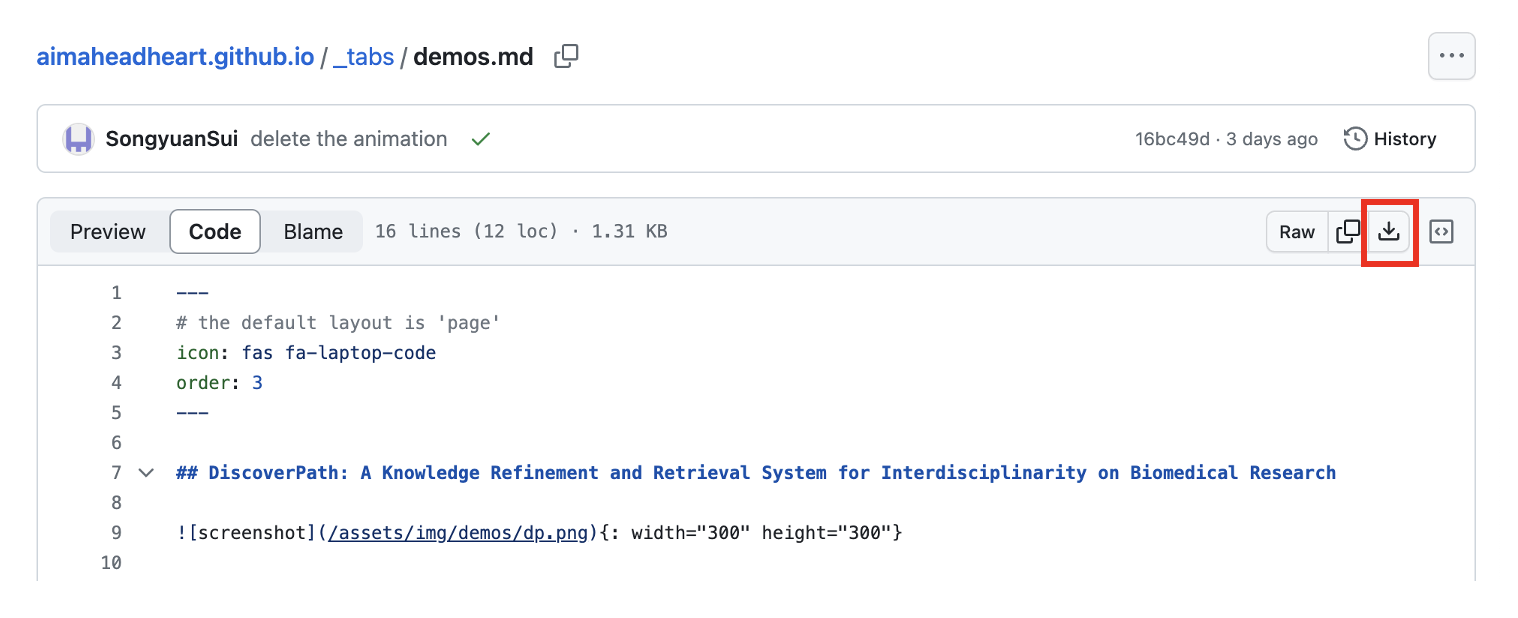 aimaheadheart.github.io / _tabs / demos.md
SongyuanSui delete the animation 16bc49d · 3 days ago History
Preview Code Blame 16 lines (12 loc) · 1.31 KB Raw
1 ---
2 # the default layout is 'page'
3 icon: fas fa-laptop-code
4 order: 3
5 ---
6
7 ## DiscoverPath: A Knowledge Refinement and Retrieval System for Interdisciplinarity on Biomedical Research
8
9 ![screenshot](/assets/img/demos/dp.png){: width="300" height="300"}
10